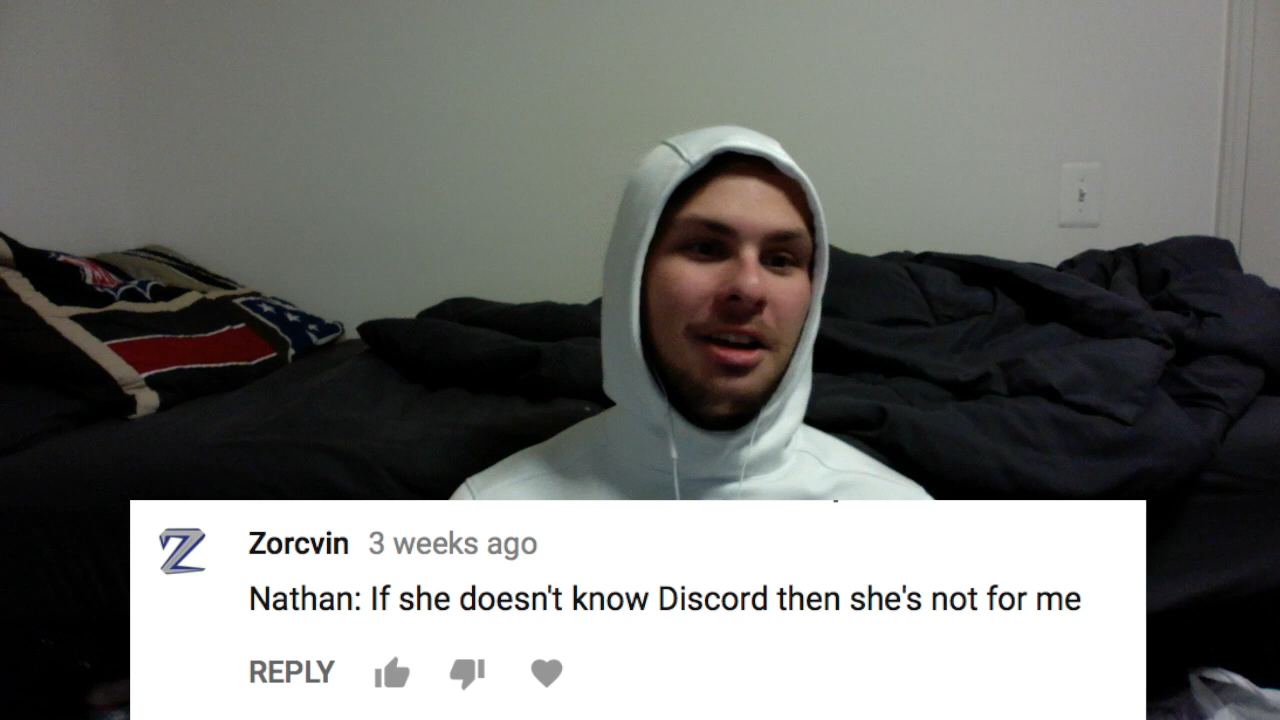 Zorcvin 3 weeks ago
Nathan: If she doesn't know Discord then she's not for me
REPLY